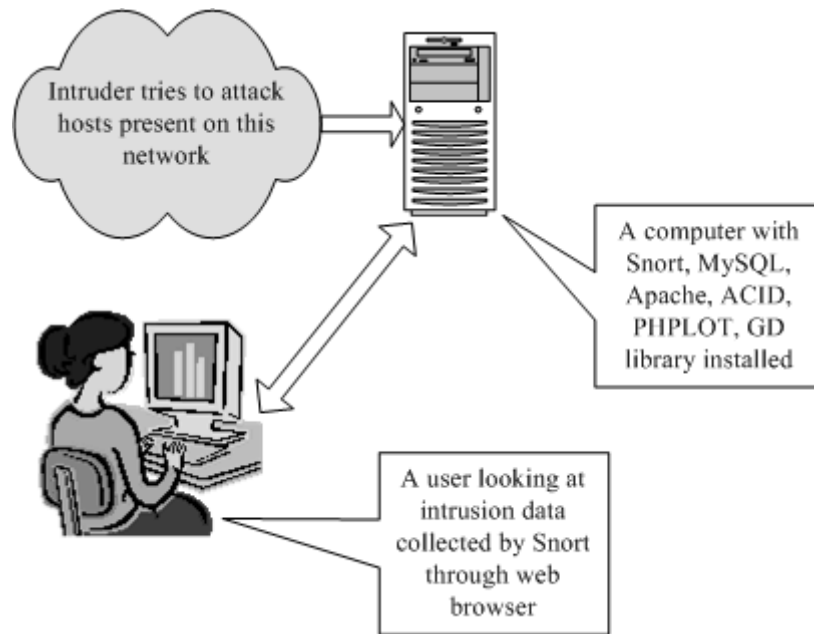 Intruder tries to attack
hosts present on this
network
A computer with
Snort, MySQL,
Apache, ACID,
PHPLOT, GD
library installed
A user looking at
intrusion data
collected by Snort
through web
browser